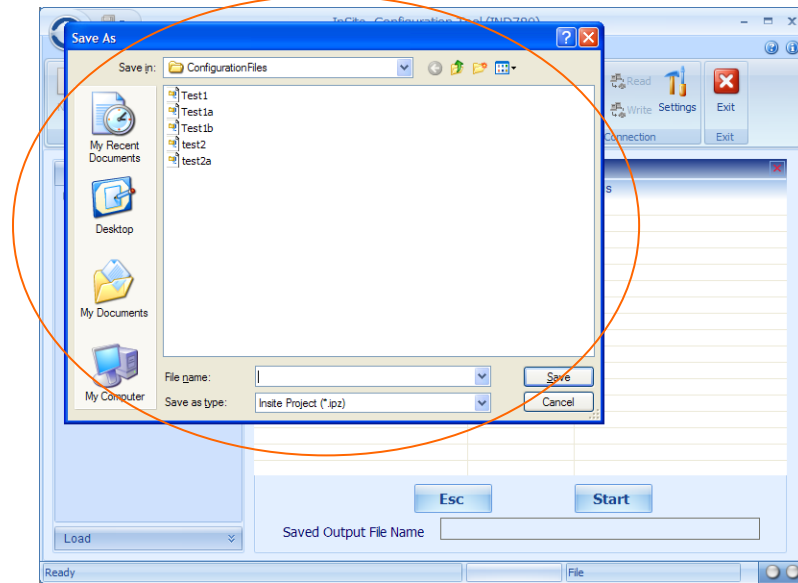 InSite Configuration Tool (IND780)
Save As
Save in:
ConfigurationFiles
My Recent
Documents
Desktop
My Documents
My Computer
Test1
Test1a
Test1b
test2
test2a
File name:
Save
Save as type:
Insite Project (*.ipz)
Cancel
Read
Write
Settings
Exit
Connection
Exit
s
Esc
Start
Load
Saved Output File Name
Ready
File